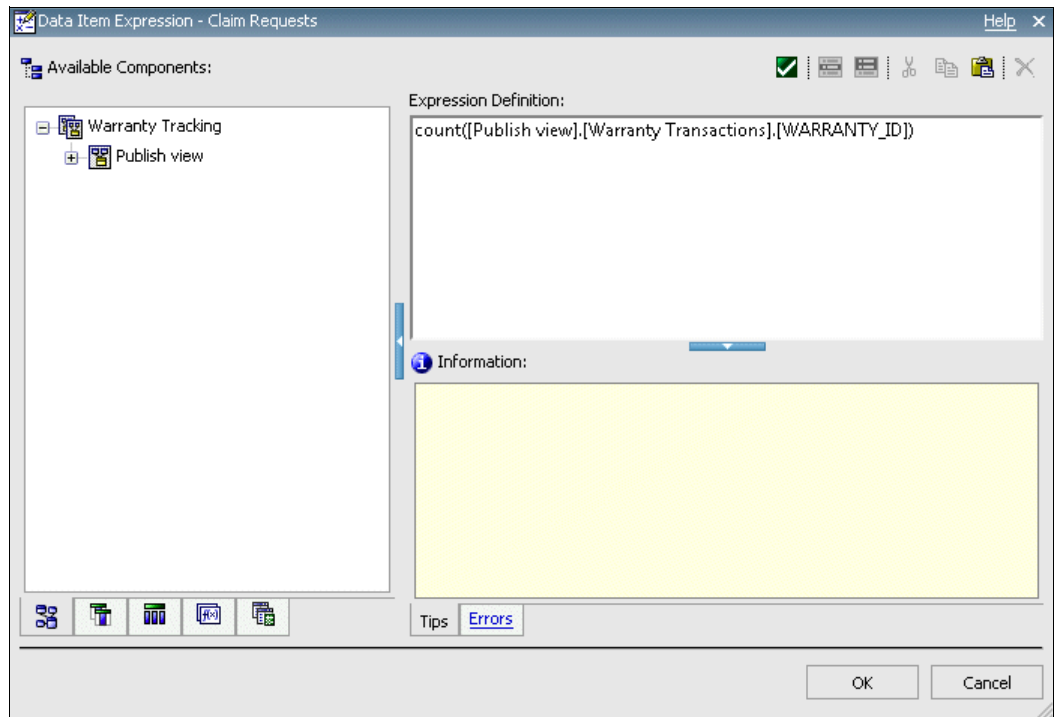 Data Item Expression - Claim Requests
Help
Available Components:
Warranty Tracking
Publish view
Expression Definition:
count([Publish view].[Warranty Transactions].[WARRANTY_ID])
Information:
Tips
Errors
OK
Cancel